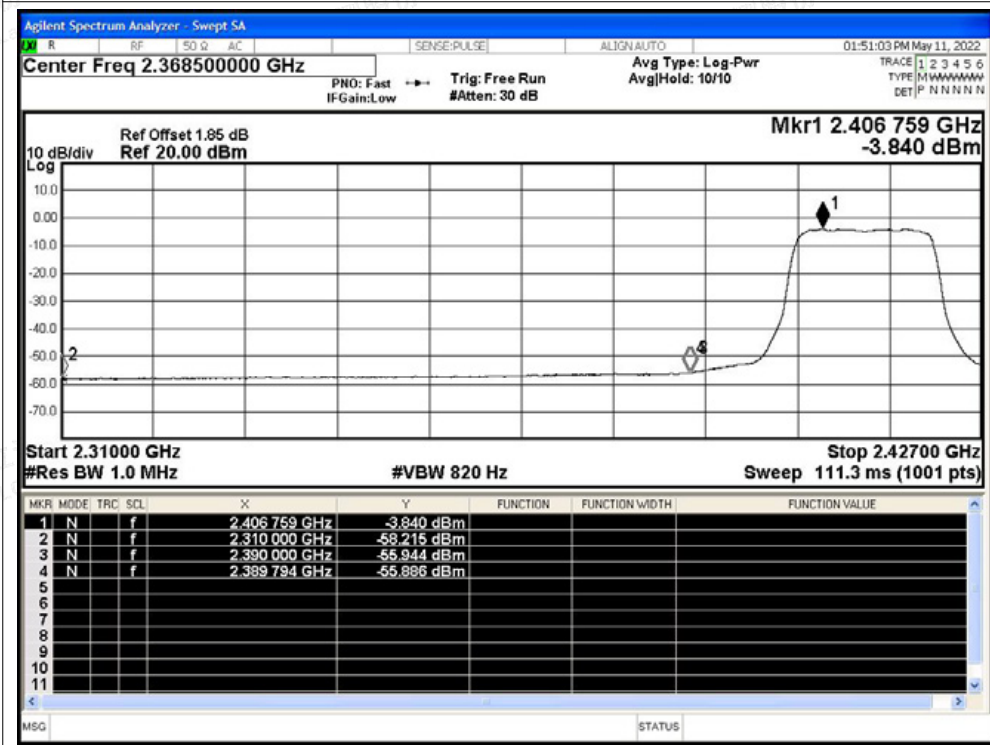 Agilent Spectrum Analyzer - Swept SA
LXI R RF 50 Ω AC SENSE:PULSE ALIGN AUTO 01:51:03 PM May 11, 2022
Center Freq 2.368500000 GHz
PNO: Fast
IFGain:Low
Trig: Free Run
#Atten: 30 dB
Avg Type: Log-Pwr
Avg|Hold: 10/10
TRACE 1 2 3 4 5 6
TYPE M WWWWW
DET P N N N N N
Ref Offset 1.85 dB
10 dB/div Ref 20.00 dBm
Log
Mkr1 2.406 759 GHz
-3.840 dBm
10.0
0.00
-10.0
-20.0
-30.0
-40.0
-50.0
-60.0
-70.0
1
2
Start 2.31000 GHz Stop 2.42700 GHz
#Res BW 1.0 MHz #VBW 820 Hz Sweep 111.3 ms (1001 pts)
MKR MODE TRC SCL X Y FUNCTION FUNCTION WIDTH FUNCTION VALUE
1 N f 2.406 759 GHz -3.840 dBm
2 N f 2.310 000 GHz -58.215 dBm
3 N f 2.390 000 GHz -55.944 dBm
4 N f 2.389 794 GHz -55.886 dBm
5
6
7
8
9
10
11
MSG STATUS